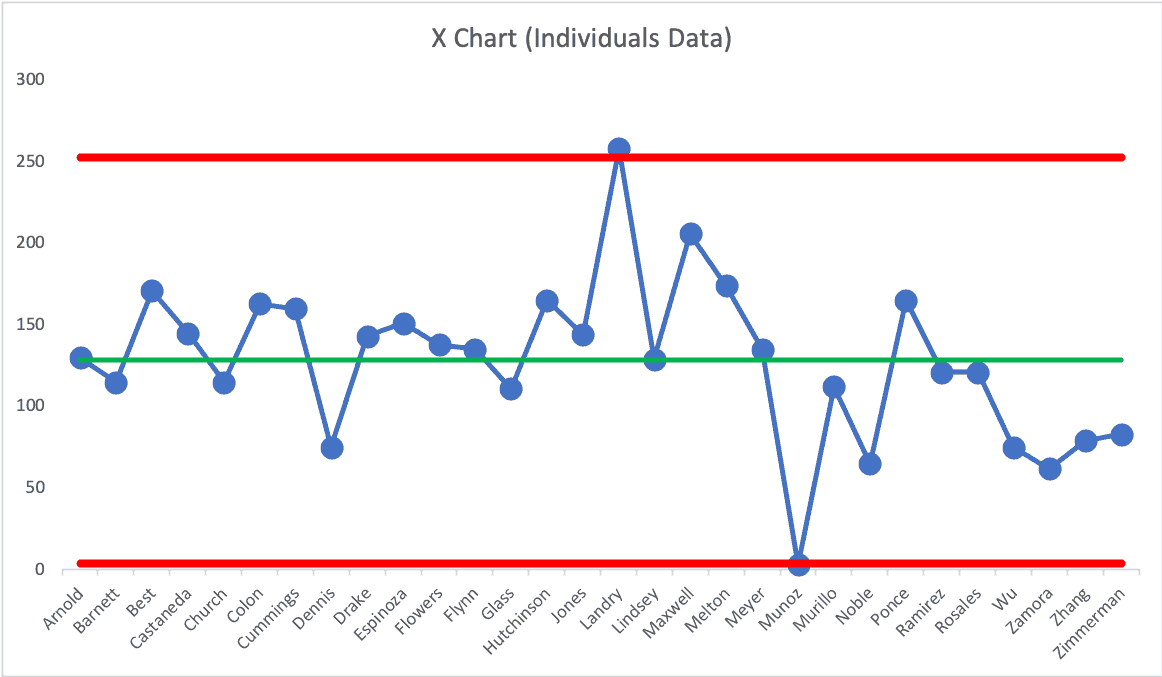 X Chart (Individuals Data)
300
250
200
150
100
50
0
Arnold
Barnett
Best
Castaneda
Church
Colon
Cummings
Dennis
Drake
Espinoza
Flowers
Flynn
Glass
Hutchinson
Jones
Landry
Lindsey
Maxwell
Melton
Meyer
Munoz
Murillo
Noble
Ponce
Ramirez
Rosales
Wu
Zamora
Zhang
Zimmerman